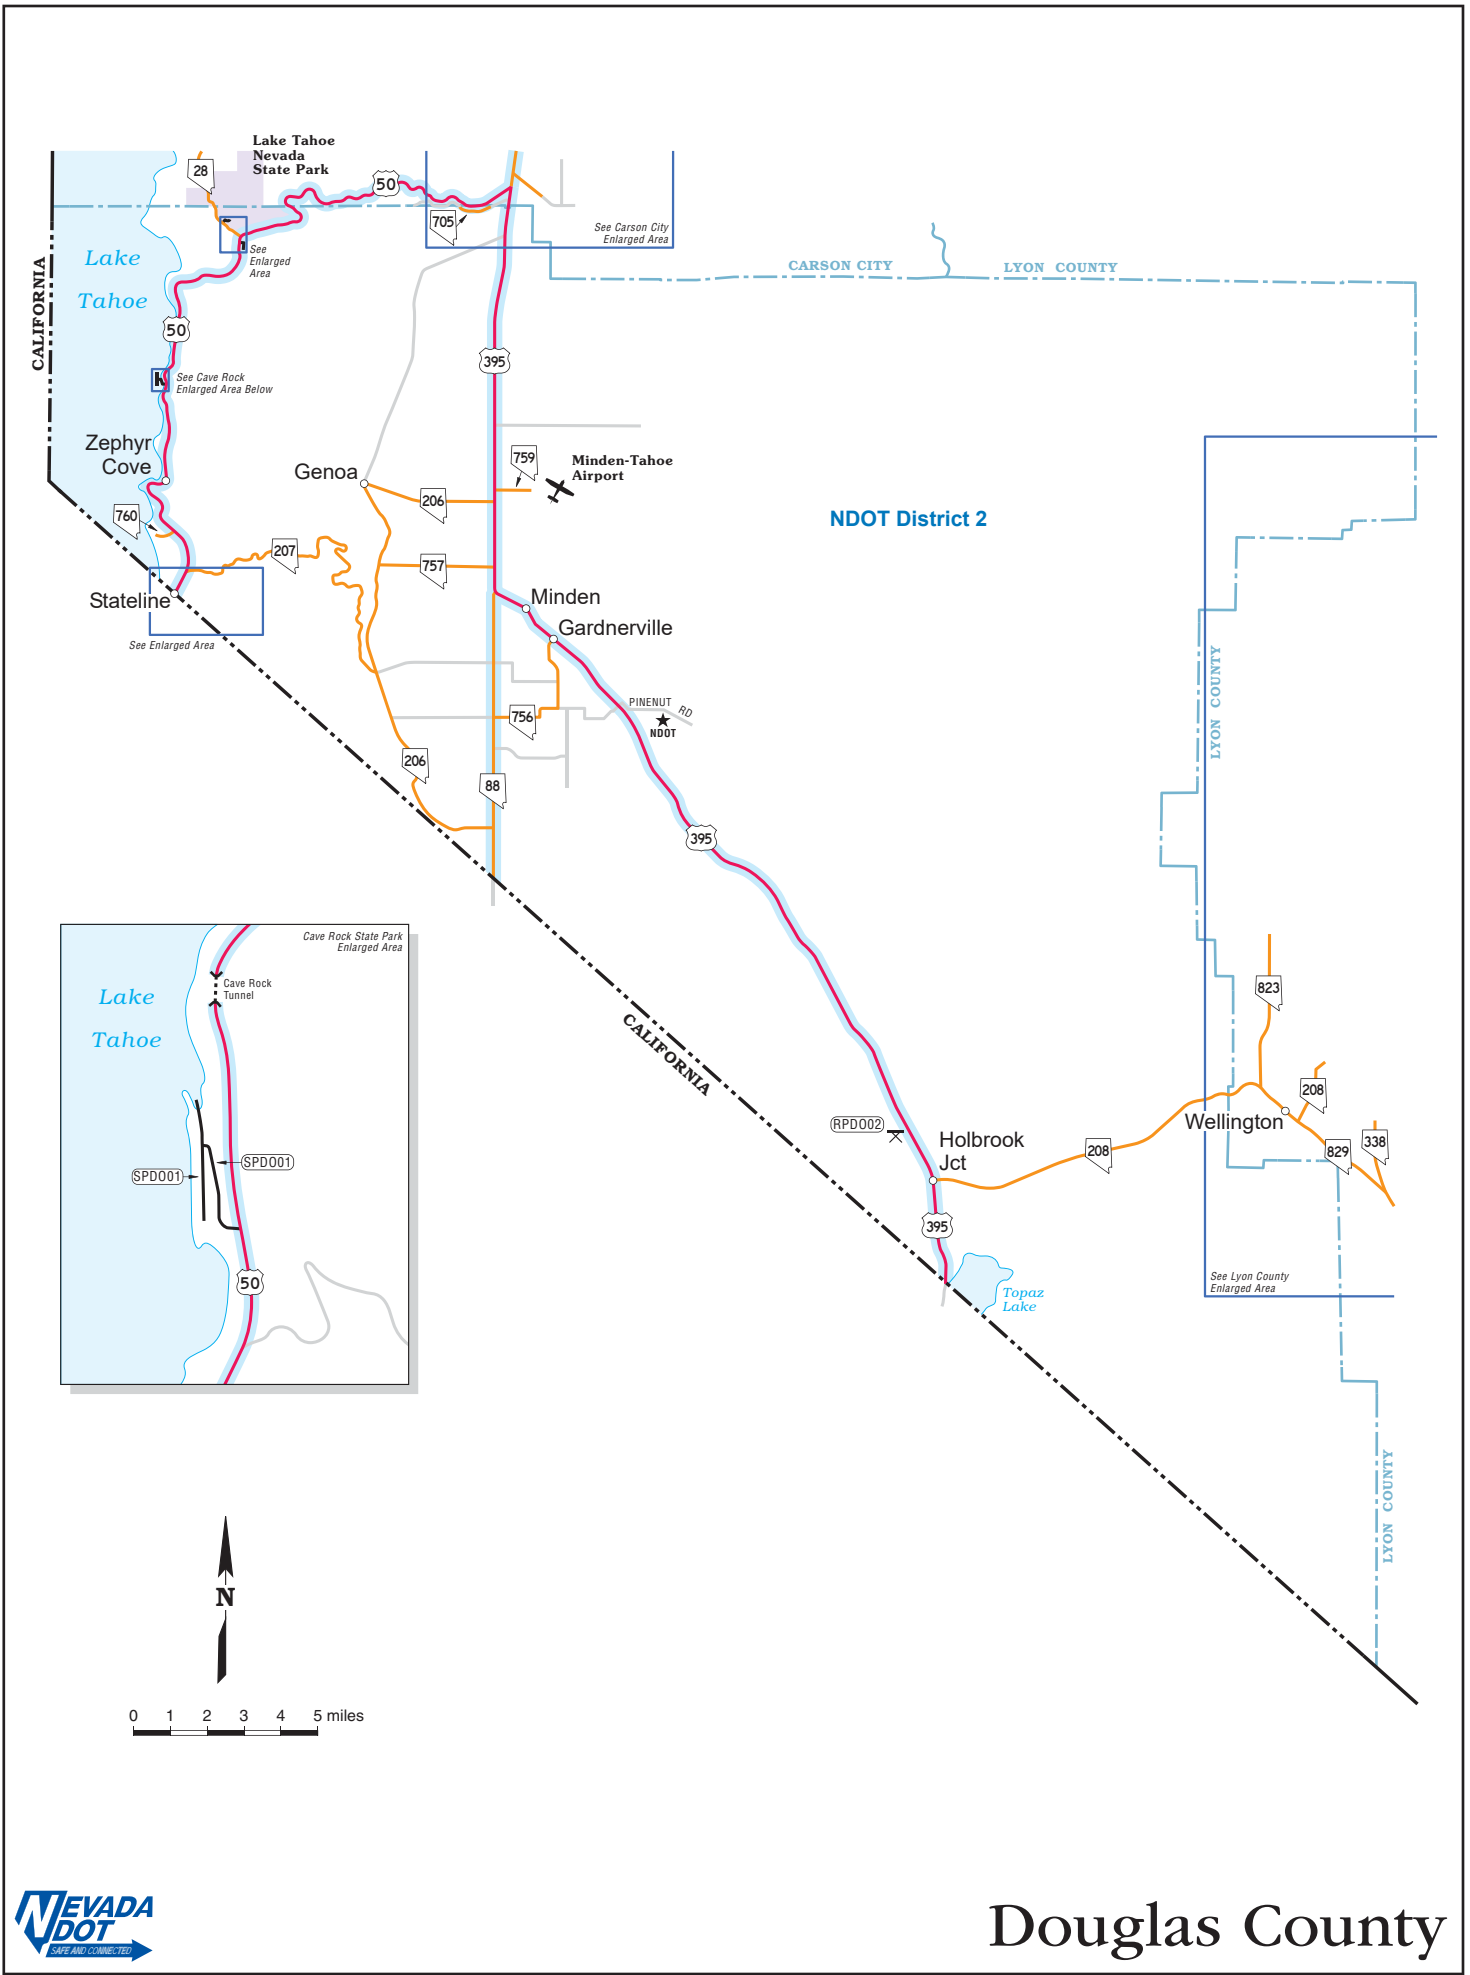 Lake Tahoe
Nevada
State Park
28
50
705
See Carson City
Enlarged Area
See
Enlarged
Area
Lake
Tahoe
CALIFORNIA
CARSON CITY
LYON COUNTY
50
395
See Cave Rock
Enlarged Area Below
Zephyr
Cove
Genoa
759
Minden-Tahoe
Airport
206
NDOT District 2
760
207
757
Stateline
Minden
Gardnerville
See Enlarged Area
LYON COUNTY
PINENUT RD
NDOT
756
206
88
395
Cave Rock State Park
Enlarged Area
Cave Rock
Tunnel
Lake
Tahoe
SPDO01
SPDO01
50
CALIFORNIA
823
208
Wellington
RPDO02
Holbrook
Jct
208
829
338
395
Topaz
Lake
See Lyon County
Enlarged Area
LYON COUNTY
N
0 1 2 3 4 5 miles
NEVADA
DOT
SAFE AND CONNECTED
Douglas County